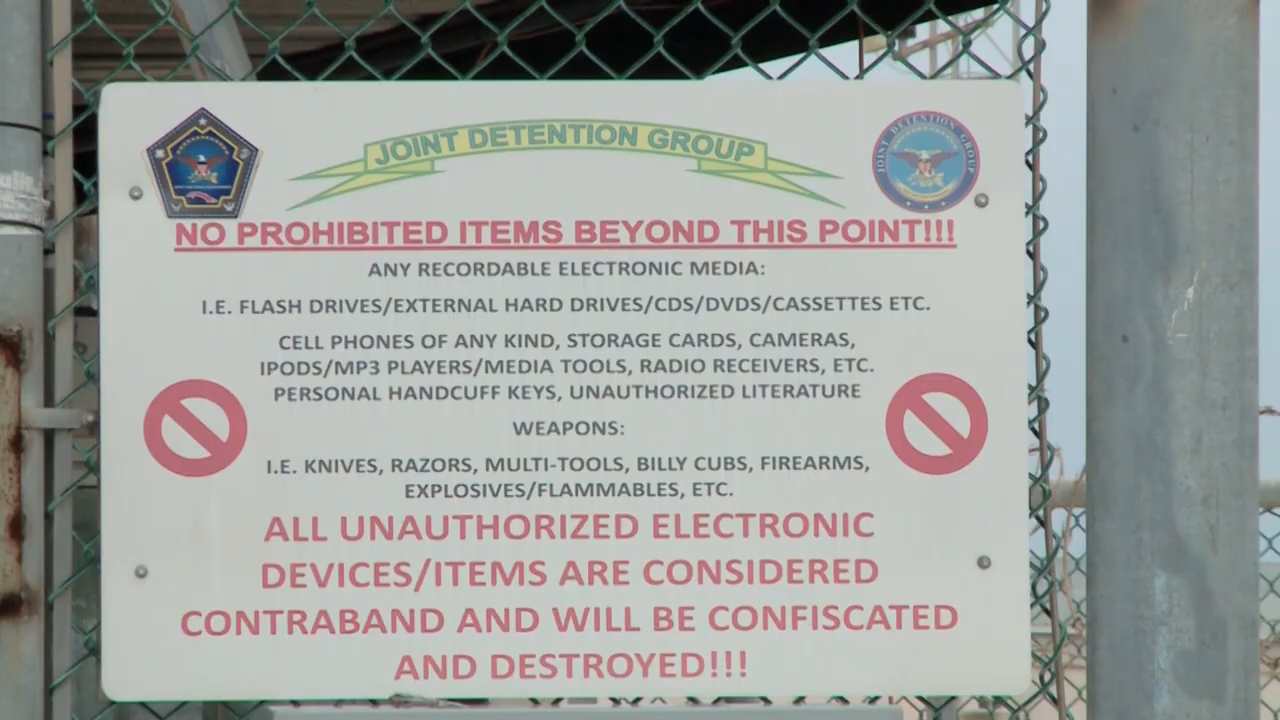 JOINT DETENTION GROUP
JOINT DETENTION GROUP
NO PROHIBITED ITEMS BEYOND THIS POINT!!!
ANY RECORDABLE ELECTRONIC MEDIA:
I.E. FLASH DRIVES/EXTERNAL HARD DRIVES/CDS/DVDS/CASSETTES ETC.
CELL PHONES OF ANY KIND, STORAGE CARDS, CAMERAS,
IPODS/MP3 PLAYERS/MEDIA TOOLS, RADIO RECEIVERS, ETC.
PERSONAL HANDCUFF KEYS, UNAUTHORIZED LITERATURE
WEAPONS:
I.E. KNIVES, RAZORS, MULTI-TOOLS, BILLY CUBS, FIREARMS,
EXPLOSIVES/FLAMMABLES, ETC.
ALL UNAUTHORIZED ELECTRONIC
DEVICES/ITEMS ARE CONSIDERED
CONTRABAND AND WILL BE CONFISCATED
AND DESTROYED!!!